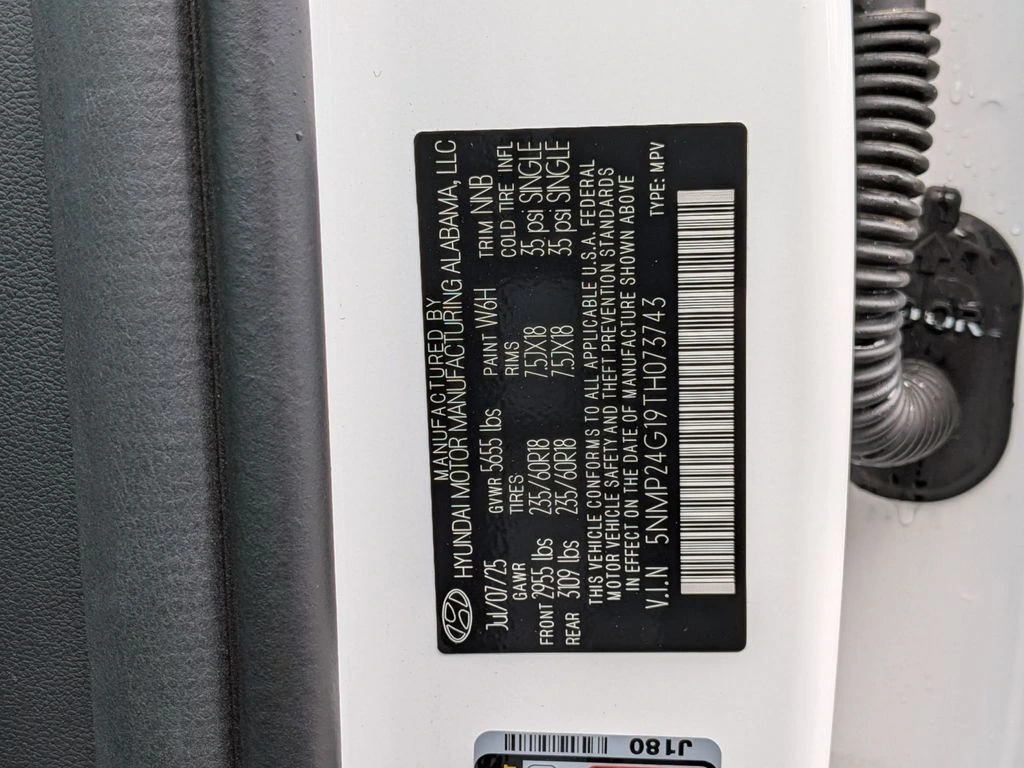 MANUFACTURED BY
HYUNDAI MOTOR MANUFACTURING ALABAMA, LLC
Jul/07/25 GVWR 5655 lbs PAINT W6H TRIM NNB
GAWR TIRES RIMS COLD TIRE INFL
FRONT 2955 lbs 235/60R18 7.5JX18 35 psi SINGLE
REAR 3109 lbs 235/60R18 7.5JX18 35 psi SINGLE
THIS VEHICLE CONFORMS TO ALL APPLICABLE U.S.A. FEDERAL
MOTOR VEHICLE SAFETY AND THEFT PREVENTION STANDARDS
IN EFFECT ON THE DATE OF MANUFACTURE SHOWN ABOVE
V.I.N 5NMP24G19TH073743 TYPE: MPV
J180